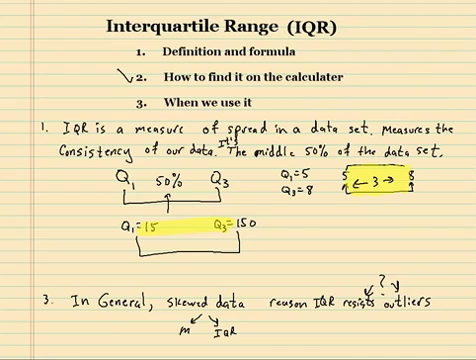 Interquartile Range (IQR)
1. Definition and formula
2. How to find it on the calculater
3. When we use it
1. IQR is a measure of spread in a data set. Measures the
Consistency of our data. It's The middle 50% of the data set.
Q1 50% Q3 Q1=5 5 ← 3 → 8
Q3=8
Q1=15 Q3=150
?
3. In General, skewed data reason IQR resists outliers
m IQR